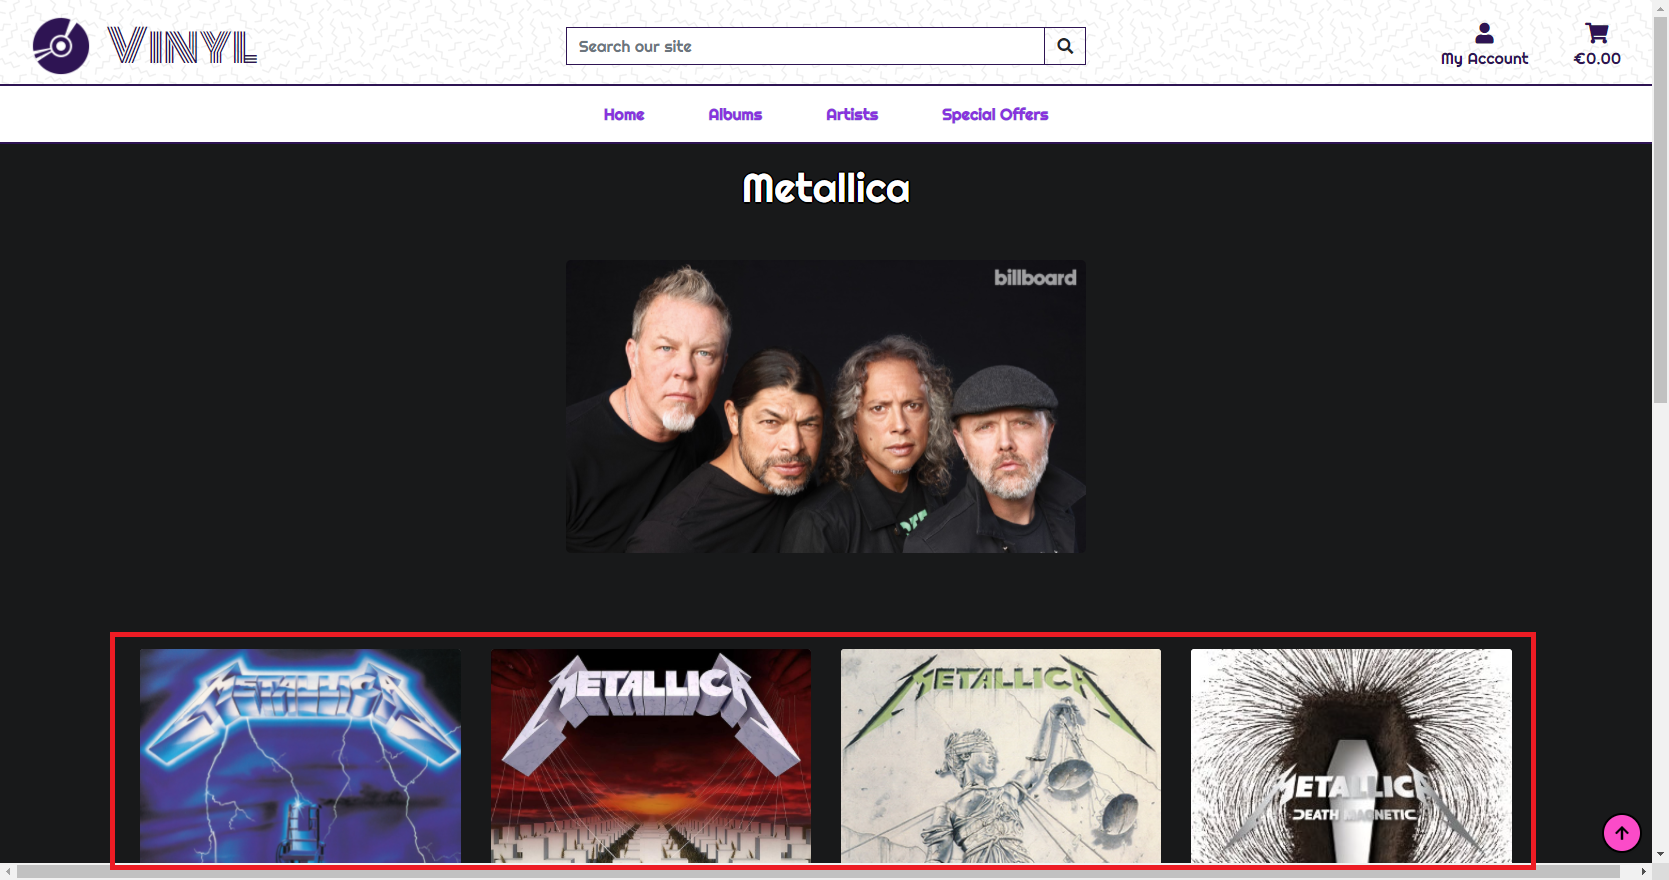 Vinyl
Search our site
My Account
€0.00
Home
Albums
Artists
Special Offers
Metallica
billboard
METALLICA
METALLICA
METALLICA
METALLICA
DEATH MAGNETIC